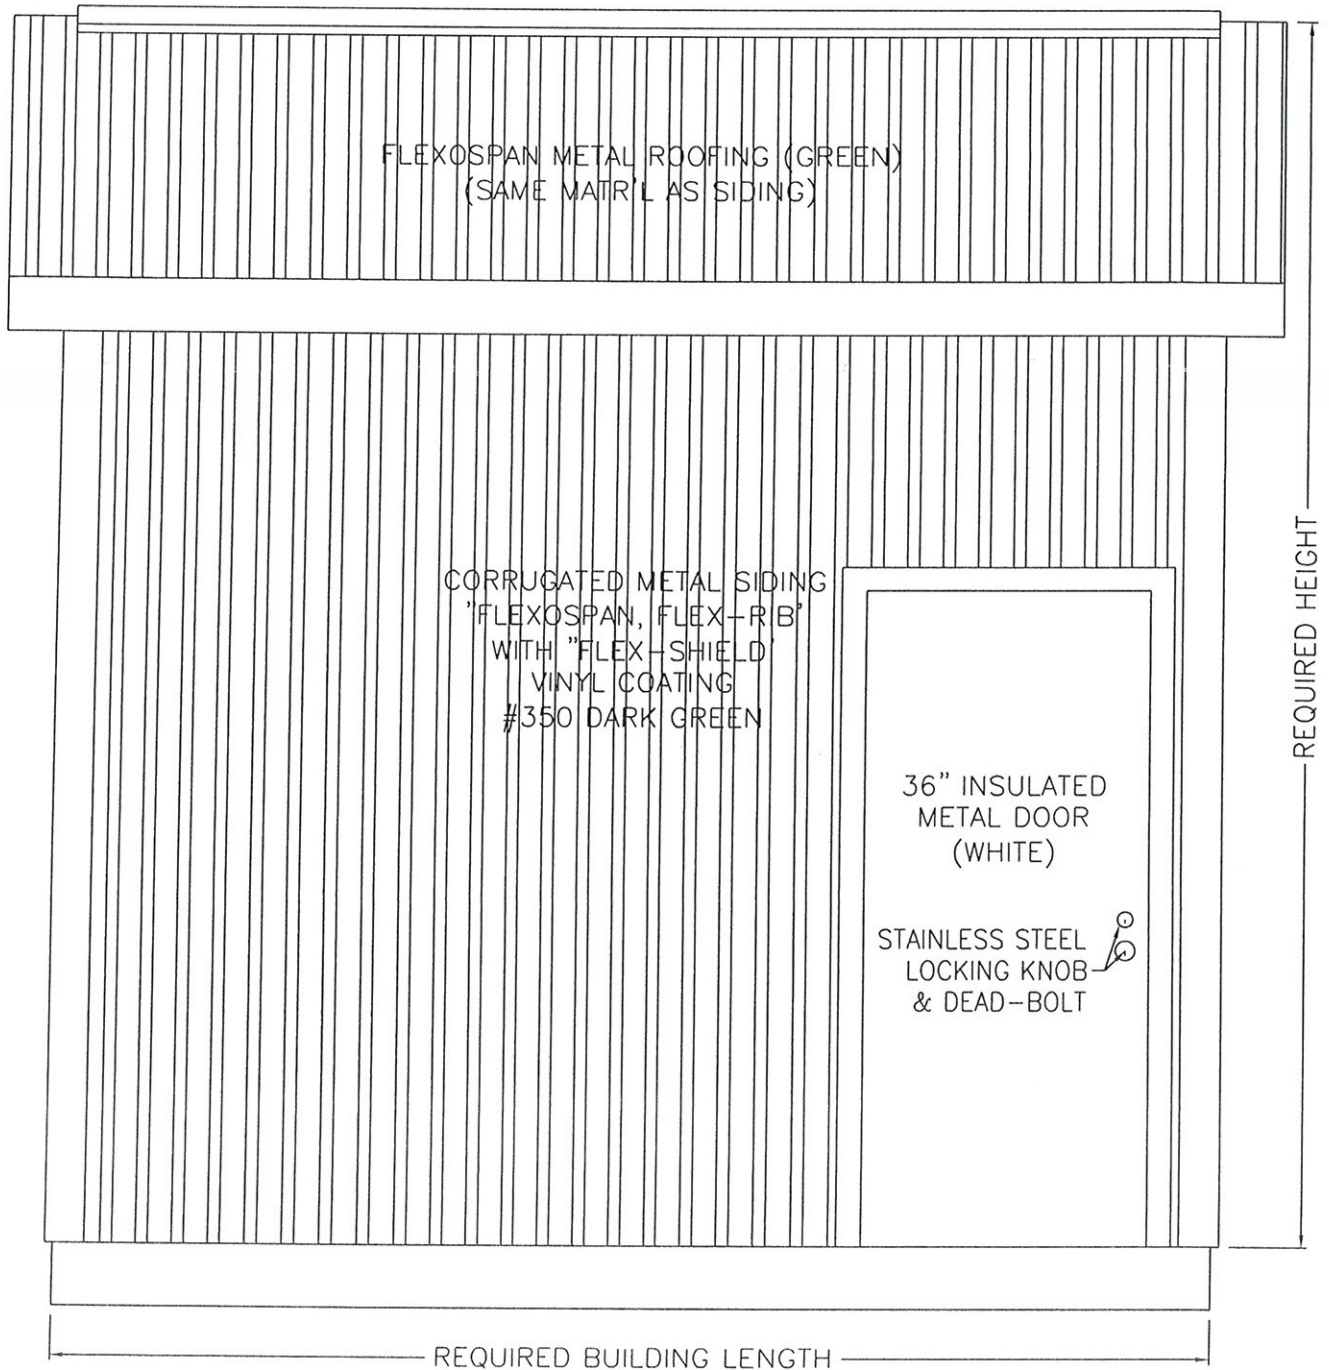 FLEXOSPAN METAL ROOFING (GREEN)
(SAME MATR'L AS SIDING)
CORRUGATED METAL SIDING
"FLEXOSPAN, FLEX-RIB"
WITH "FLEX-SHIELD"
VINYL COATING
#350 DARK GREEN
36" INSULATED
METAL DOOR
(WHITE)
STAINLESS STEEL
LOCKING KNOB
& DEAD-BOLT
REQUIRED HEIGHT
REQUIRED BUILDING LENGTH